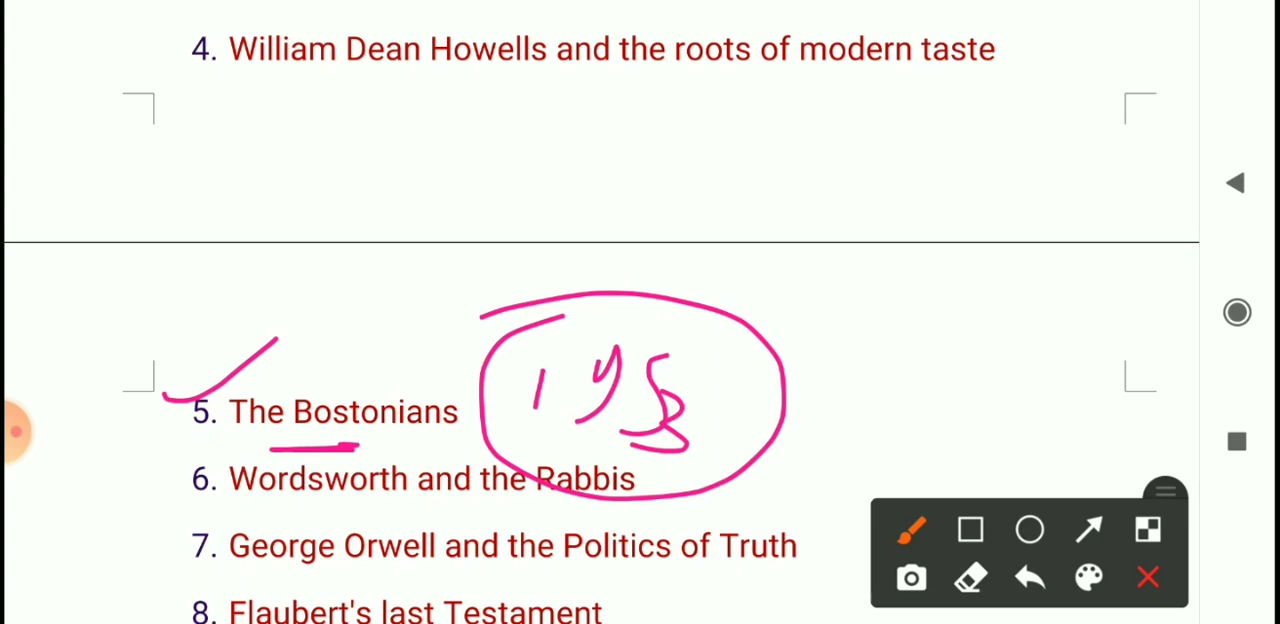 4. William Dean Howells and the roots of modern taste
1953
5. The Bostonians
6. Wordsworth and the Rabbis
7. George Orwell and the Politics of Truth
8. Flaubert's last Testament